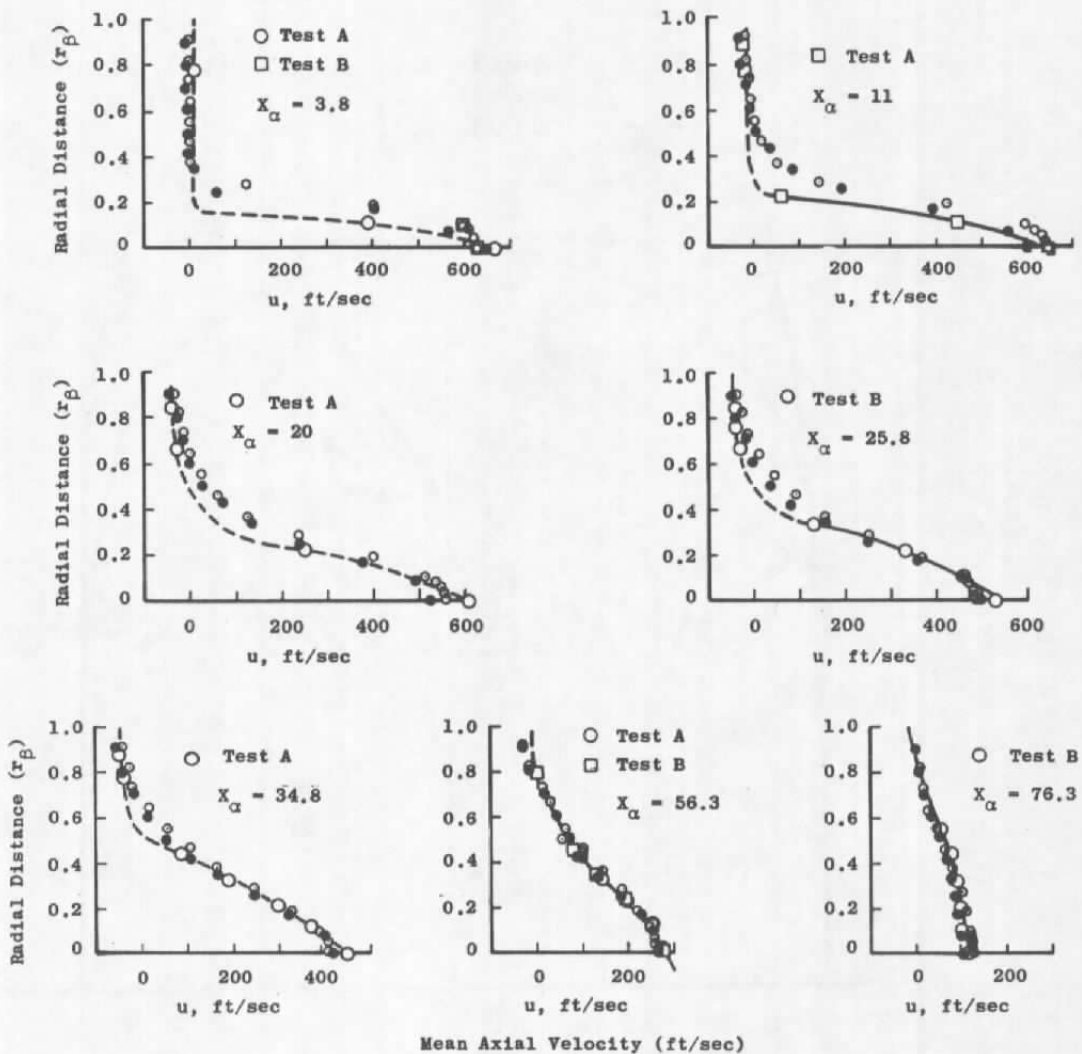 1.0
0.8
0.6
0.4
0.2
0
Radial Distance (rβ)
Test A
Test B
Xα = 3.8
0 200 400 600
u, ft/sec
1.0
0.8
0.6
0.4
0.2
0
Test A
Xα = 11
0 200 400 600
u, ft/sec
1.0
0.8
0.6
0.4
0.2
0
Radial Distance (rβ)
Test A
Xα = 20
0 200 400 600
u, ft/sec
1.0
0.8
0.6
0.4
0.2
0
Test B
Xα = 25.8
0 200 400 600
u, ft/sec
1.0
0.8
0.6
0.4
0.2
0
Radial Distance (rβ)
Test A
Xα = 34.8
0 200 400
u, ft/sec
1.0
0.8
0.6
0.4
0.2
0
Test A
Test B
Xα = 56.3
0 200
u, ft/sec
1.0
0.8
0.6
0.4
0.2
0
Test B
Xα = 76.3
0 200
u, ft/sec
Mean Axial Velocity (ft/sec)